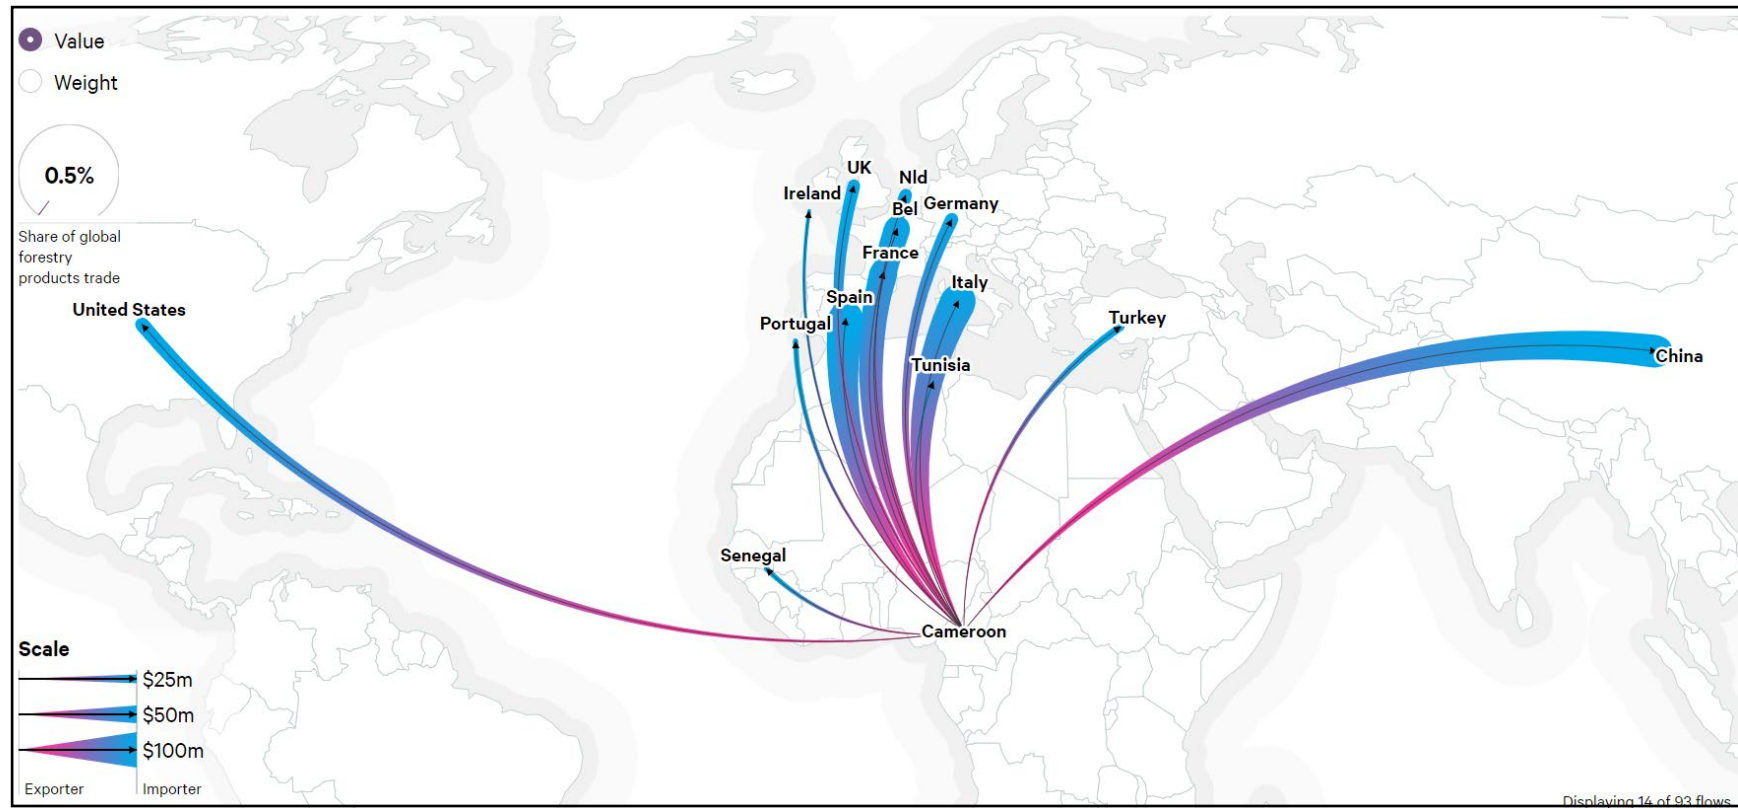 Value
Weight
0.5%
Share of global
forestry
products trade
United States
Ireland
UK
Nld
Bel
Germany
France
Spain
Italy
Portugal
Turkey
Tunisia
China
Senegal
Cameroon
Scale
$25m
$50m
$100m
Exporter
Importer
Displaying 14 of 93 flows